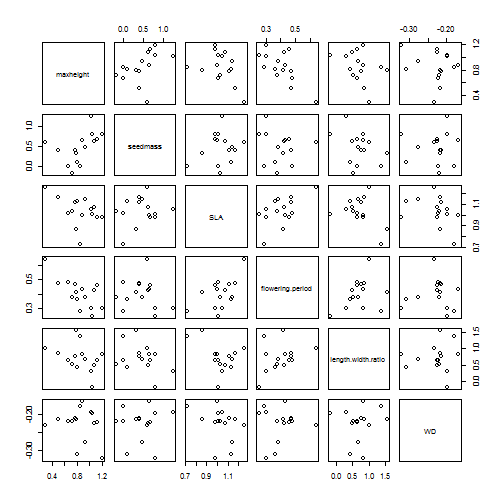 0.0 0.5 1.0
0.3 0.5
-0.30 -0.20
maxheight
0.4 0.8 1.2
0.0 0.5 1.0
seedmass
SLA
0.7 0.9 1.1
0.3 0.5
flowering.period
length.width.ratio
0.0 0.5 1.0 1.5
-0.30 -0.20
WD
0.4 0.6 0.8 1.0 1.2
0.7 0.9 1.1
0.0 0.5 1.0 1.5